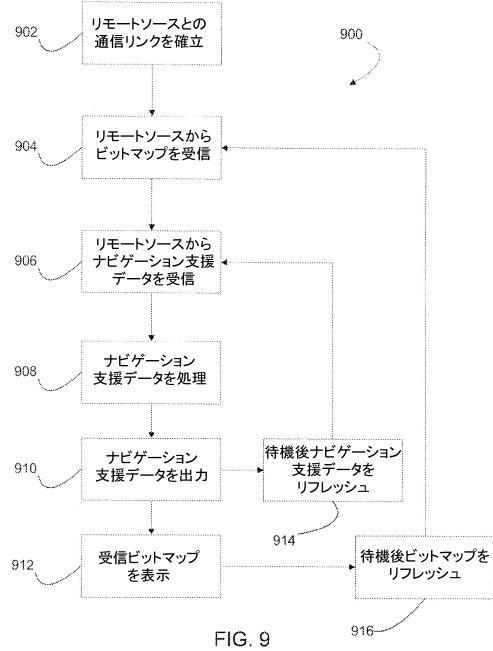 902
リモートソースとの
通信リンクを確立
900
904
リモートソースから
ビットマップを受信
906
リモートソースから
ナビゲーション支援
データを受信
908
ナビゲーション
支援データを処理
910
ナビゲーション
支援データを出力
待機後ナビゲーション
支援データを
リフレッシュ
914
912
受信ビットマップ
を表示
待機後ビットマップを
リフレッシュ
916
FIG. 9